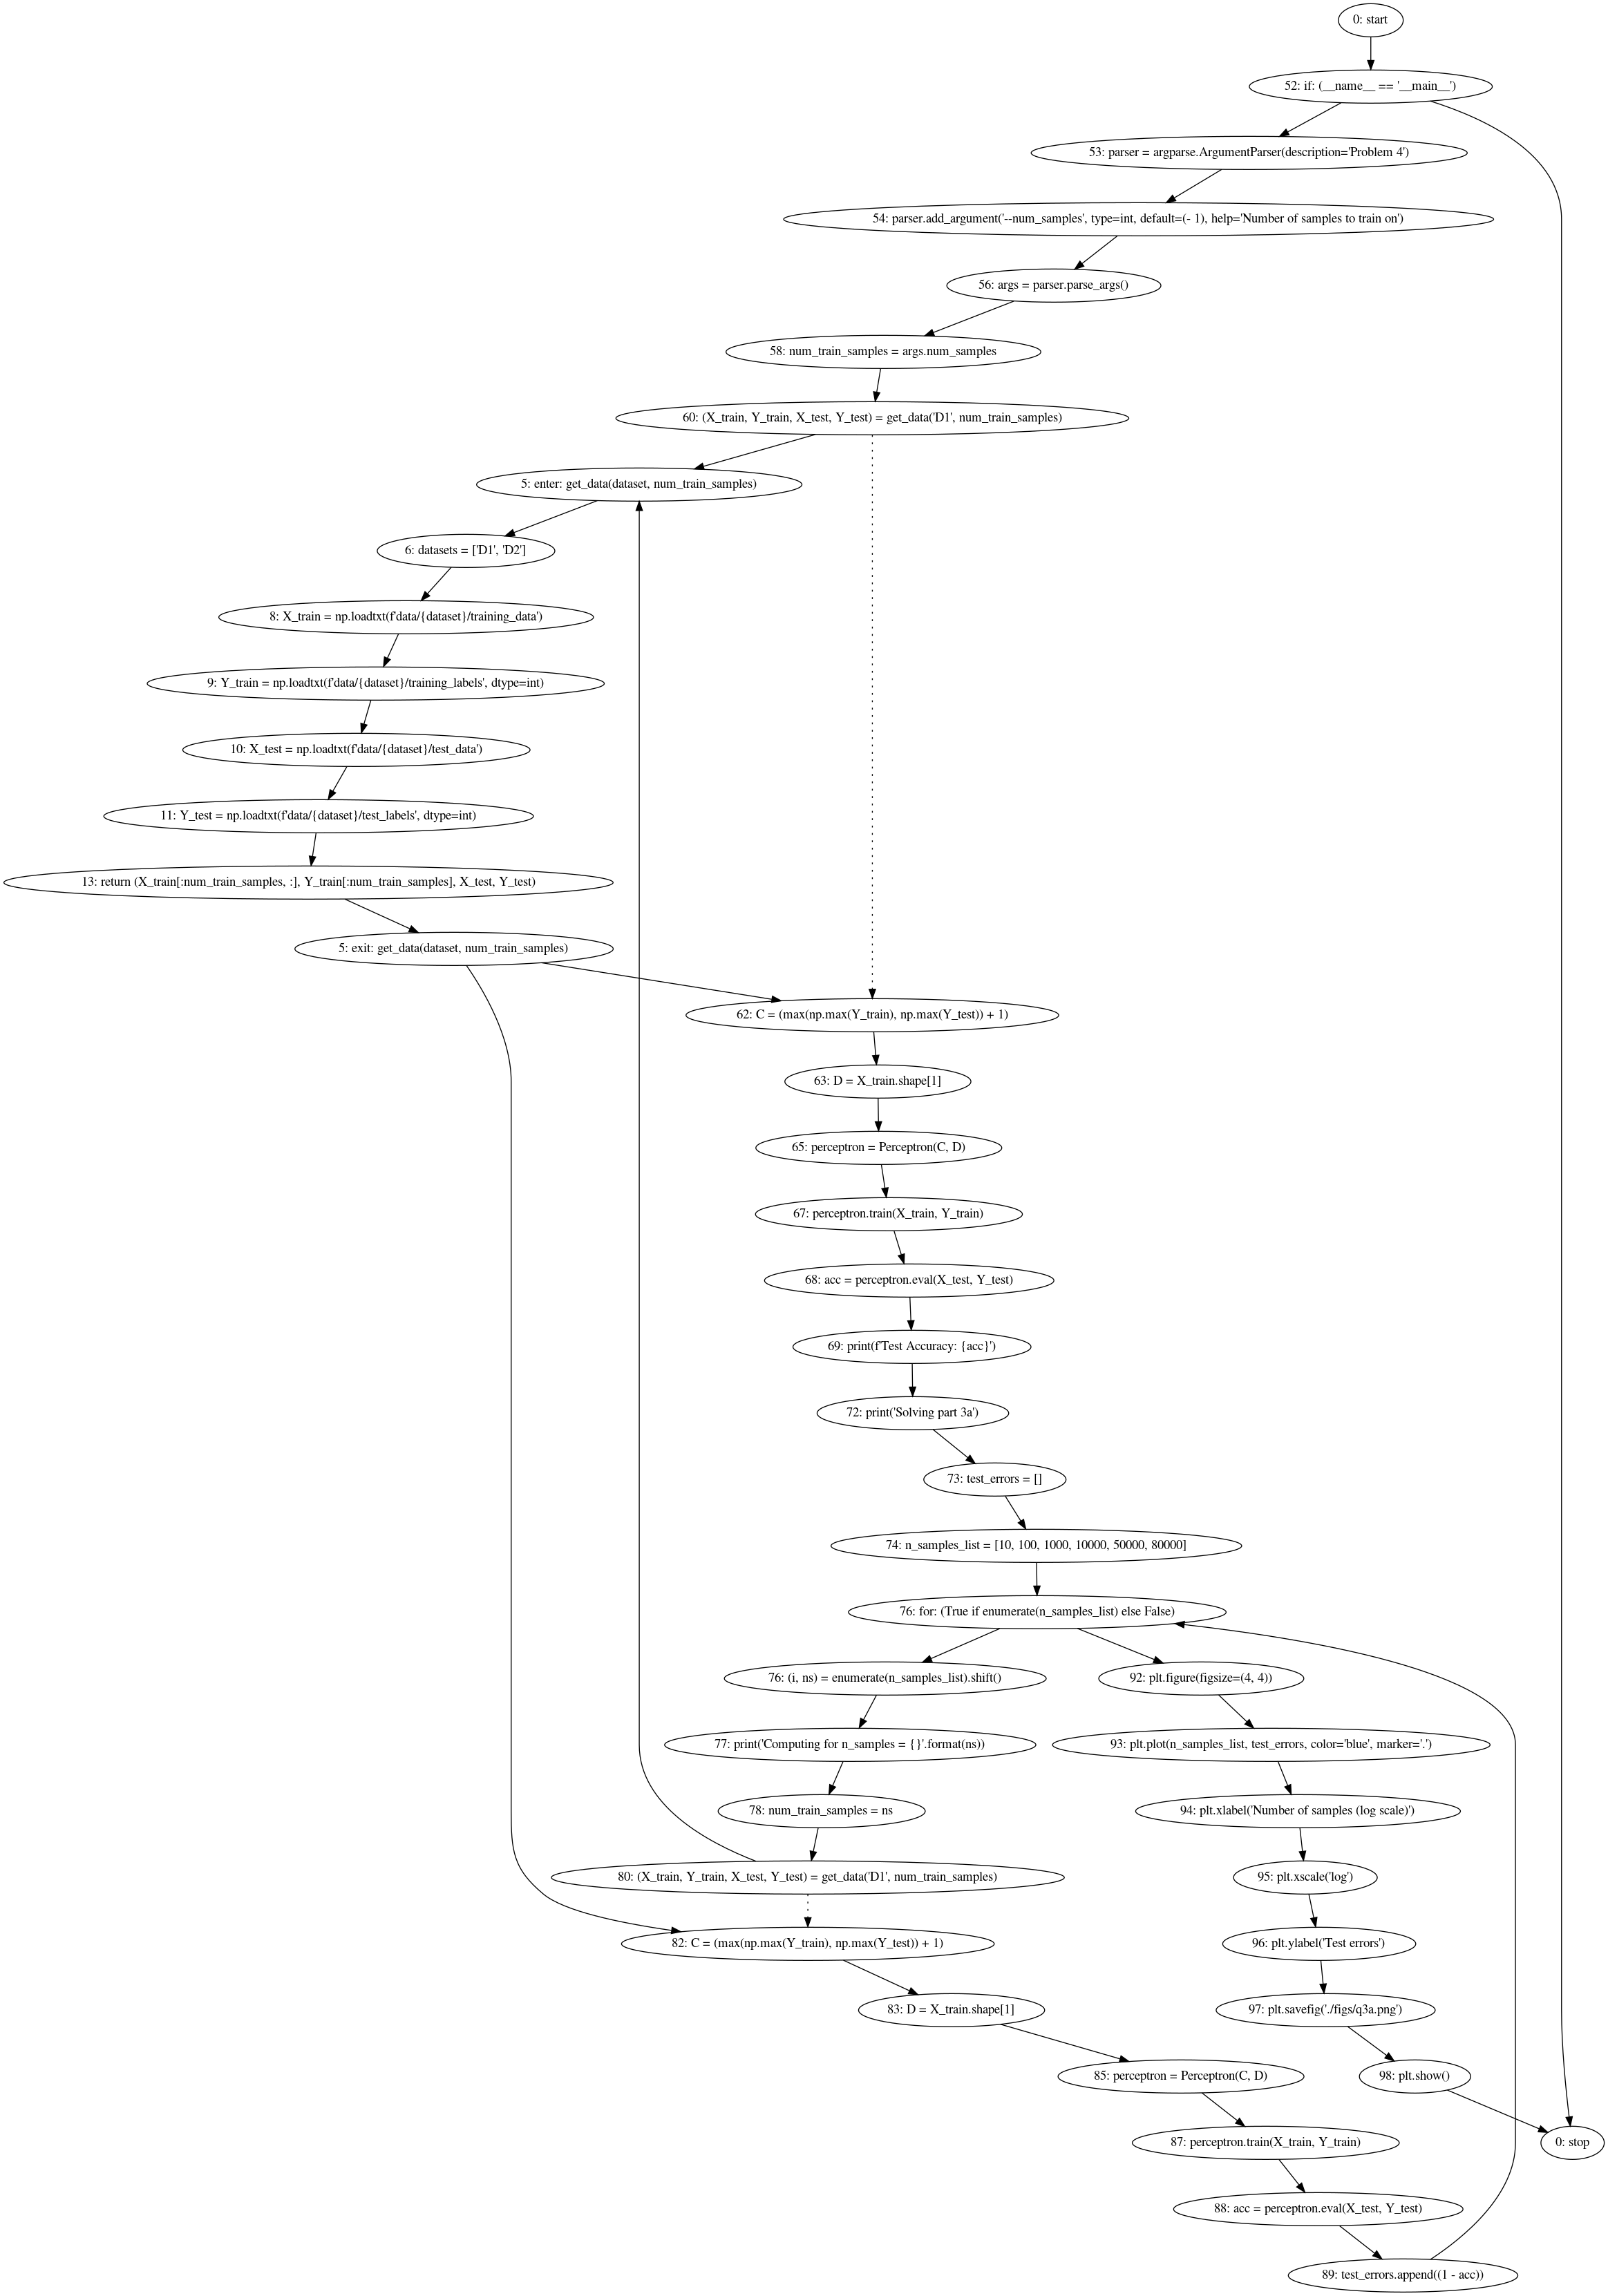 0: start
52: if: (__name__ == '__main__')
53: parser = argparse.ArgumentParser(description='Problem 4')
54: parser.add_argument('--num_samples', type=int, default=(- 1), help='Number of samples to train on')
56: args = parser.parse_args()
58: num_train_samples = args.num_samples
60: (X_train, Y_train, X_test, Y_test) = get_data('D1', num_train_samples)
5: enter: get_data(dataset, num_train_samples)
6: datasets = ['D1', 'D2']
8: X_train = np.loadtxt(f'data/{dataset}/training_data')
9: Y_train = np.loadtxt(f'data/{dataset}/training_labels', dtype=int)
10: X_test = np.loadtxt(f'data/{dataset}/test_data')
11: Y_test = np.loadtxt(f'data/{dataset}/test_labels', dtype=int)
13: return (X_train[:num_train_samples, :], Y_train[:num_train_samples], X_test, Y_test)
5: exit: get_data(dataset, num_train_samples)
62: C = (max(np.max(Y_train), np.max(Y_test)) + 1)
63: D = X_train.shape[1]
65: perceptron = Perceptron(C, D)
67: perceptron.train(X_train, Y_train)
68: acc = perceptron.eval(X_test, Y_test)
69: print(f'Test Accuracy: {acc}')
72: print('Solving part 3a')
73: test_errors = []
74: n_samples_list = [10, 100, 1000, 10000, 50000, 80000]
76: for: (True if enumerate(n_samples_list) else False)
76: (i, ns) = enumerate(n_samples_list).shift()
92: plt.figure(figsize=(4, 4))
77: print('Computing for n_samples = {}'.format(ns))
93: plt.plot(n_samples_list, test_errors, color='blue', marker='.')
78: num_train_samples = ns
94: plt.xlabel('Number of samples (log scale)')
80: (X_train, Y_train, X_test, Y_test) = get_data('D1', num_train_samples)
95: plt.xscale('log')
82: C = (max(np.max(Y_train), np.max(Y_test)) + 1)
96: plt.ylabel('Test errors')
83: D = X_train.shape[1]
97: plt.savefig('./figs/q3a.png')
85: perceptron = Perceptron(C, D)
98: plt.show()
87: perceptron.train(X_train, Y_train)
0: stop
88: acc = perceptron.eval(X_test, Y_test)
89: test_errors.append((1 - acc))